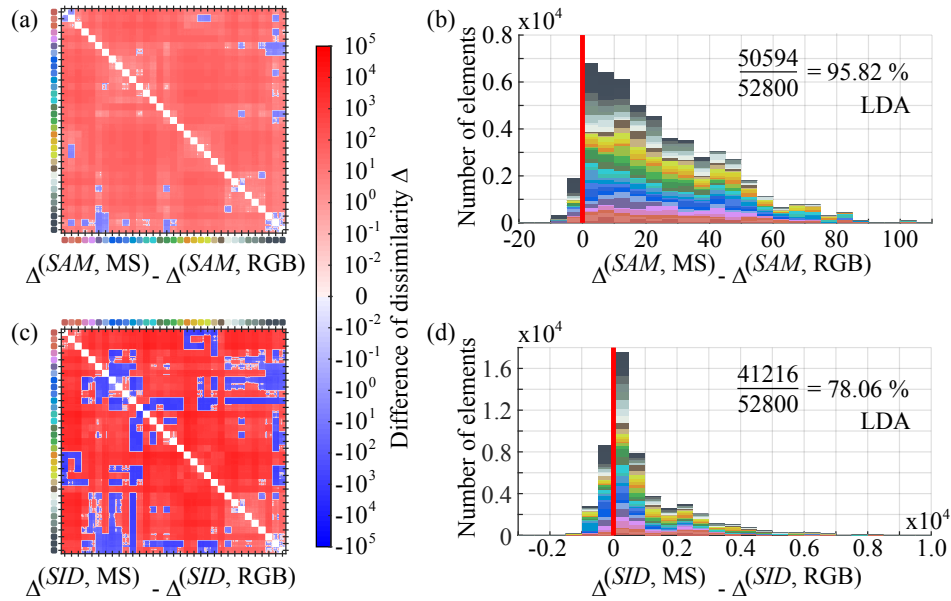 (a)
Δ(SAM, MS) - Δ(SAM, RGB)
10^5
10^4
10^3
10^2
10^1
10^0
10^-1
10^-2
0
-10^-2
-10^-1
-10^0
-10^1
-10^2
-10^3
-10^4
-10^5
Difference of dissimilarity Δ
(b)
x10^4
0.8
0.6
0.4
0.2
0
Number of elements
50594
52800
= 95.82 %
LDA
-20 0 20 40 60 80 100
Δ(SAM, MS) - Δ(SAM, RGB)
(c)
Δ(SID, MS) - Δ(SID, RGB)
(d)
x10^4
1.6
1.2
0.8
0.4
0
Number of elements
41216
52800
= 78.06 %
LDA
x10^4
-0.2 0 0.2 0.4 0.6 0.8 1.0
Δ(SID, MS) - Δ(SID, RGB)